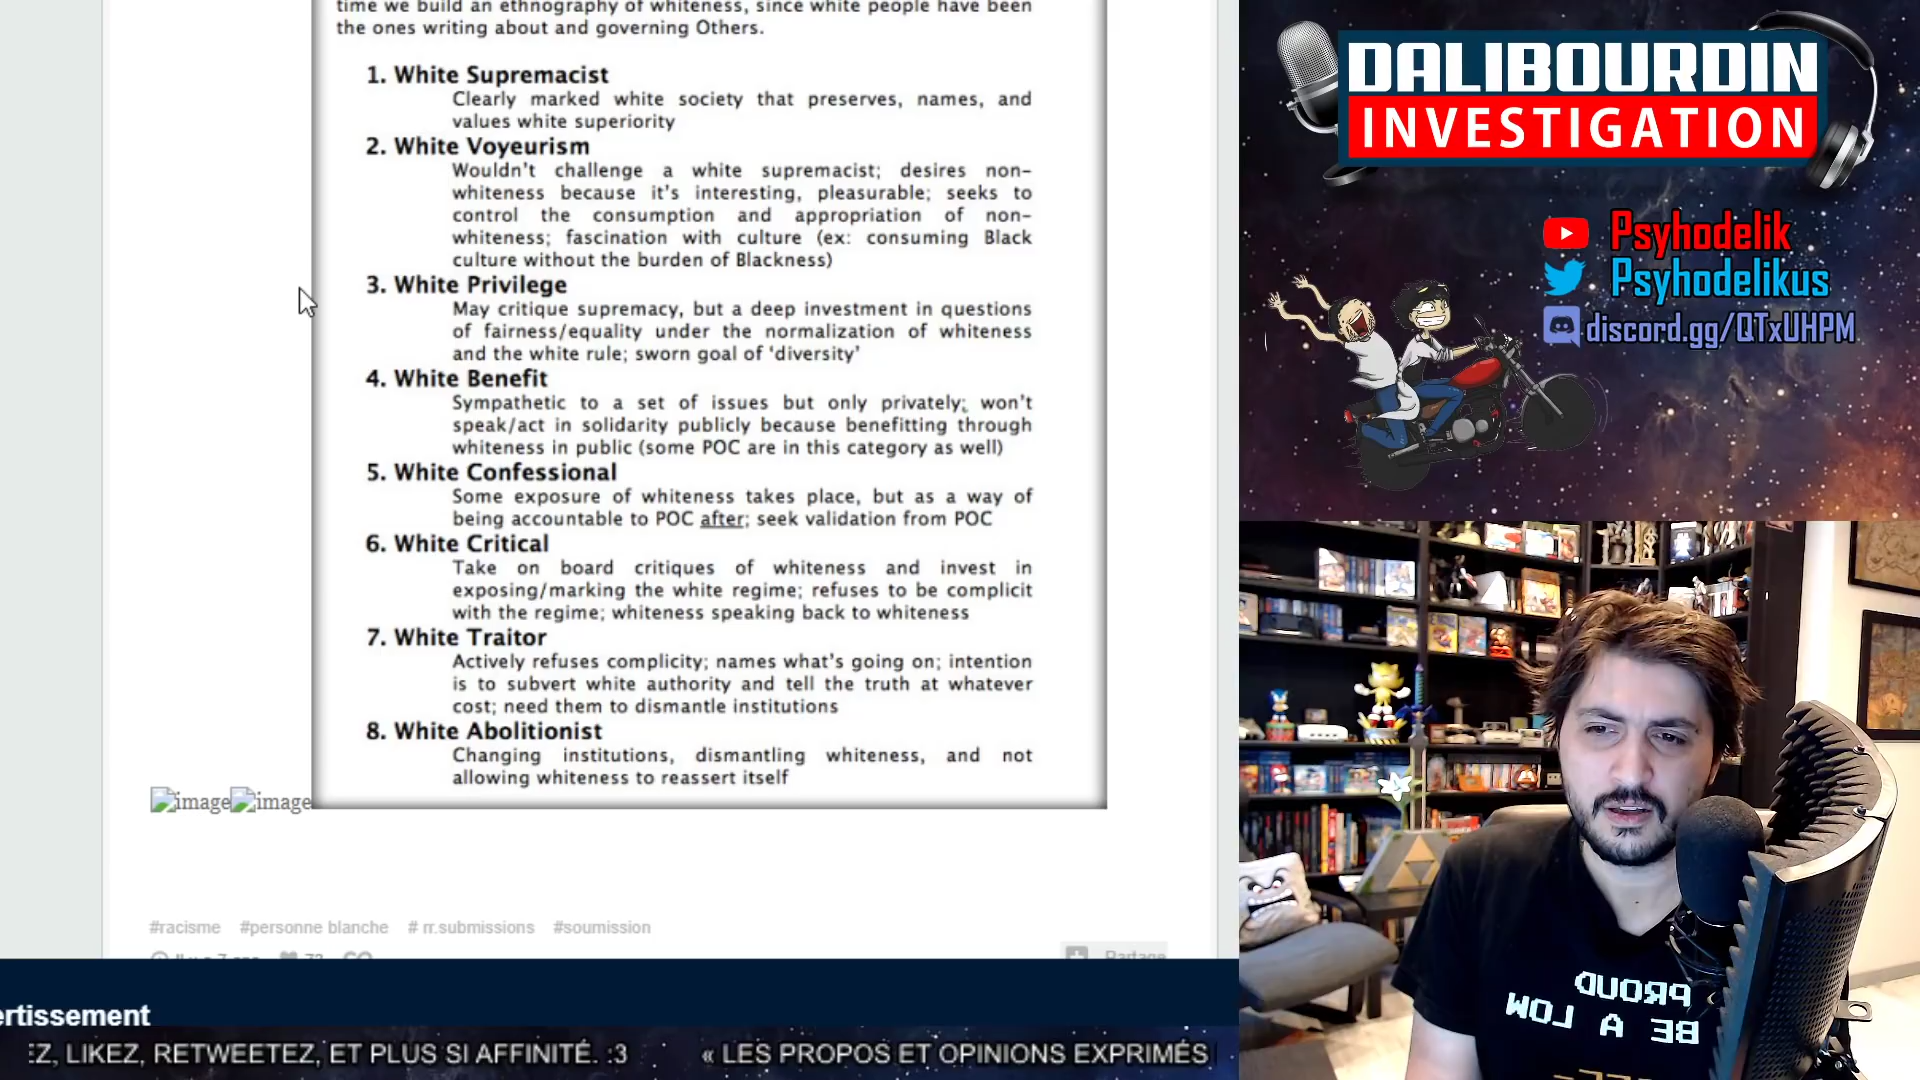 time we build an ethnography of whiteness, since white people have been
the ones writing about and governing Others.
1. White Supremacist
Clearly marked white society that preserves, names, and
values white superiority
2. White Voyeurism
Wouldn't challenge a white supremacist; desires non-
whiteness because it's interesting, pleasurable; seeks to
control the consumption and appropriation of non-
whiteness; fascination with culture (ex: consuming Black
culture without the burden of Blackness)
3. White Privilege
May critique supremacy, but a deep investment in questions
of fairness/equality under the normalization of whiteness
and the white rule; sworn goal of 'diversity'
4. White Benefit
Sympathetic to a set of issues but only privately; won't
speak/act in solidarity publicly because benefitting through
whiteness in public (some POC are in this category as well)
5. White Confessional
Some exposure of whiteness takes place, but as a way of
being accountable to POC after; seek validation from POC
6. White Critical
Take on board critiques of whiteness and invest in
exposing/marking the white regime; refuses to be complicit
with the regime; whiteness speaking back to whiteness
7. White Traitor
Actively refuses complicity; names what's going on; intention
is to subvert white authority and tell the truth at whatever
cost; need them to dismantle institutions
8. White Abolitionist
Changing institutions, dismantling whiteness, and not
allowing whiteness to reassert itself
image image
#racisme #personne blanche # rr.submissions #soumission
Partage
ertissement
EZ, LIKEZ, RETWEETEZ, ET PLUS SI AFFINITÉ. :3 « LES PROPOS ET OPINIONS EXPRIMÉS
DALIBOURDIN
INVESTIGATION
Psyhodelik
Psyhodelikus
discord.gg/QTxUHPM
PROUD
BE A LOW